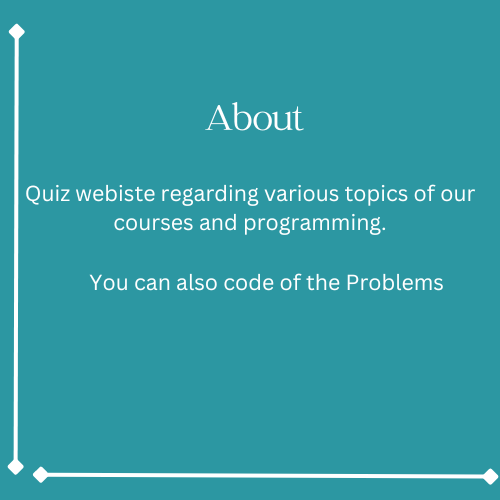 About
Quiz webiste regarding various topics of our
courses and programming.
You can also code of the Problems